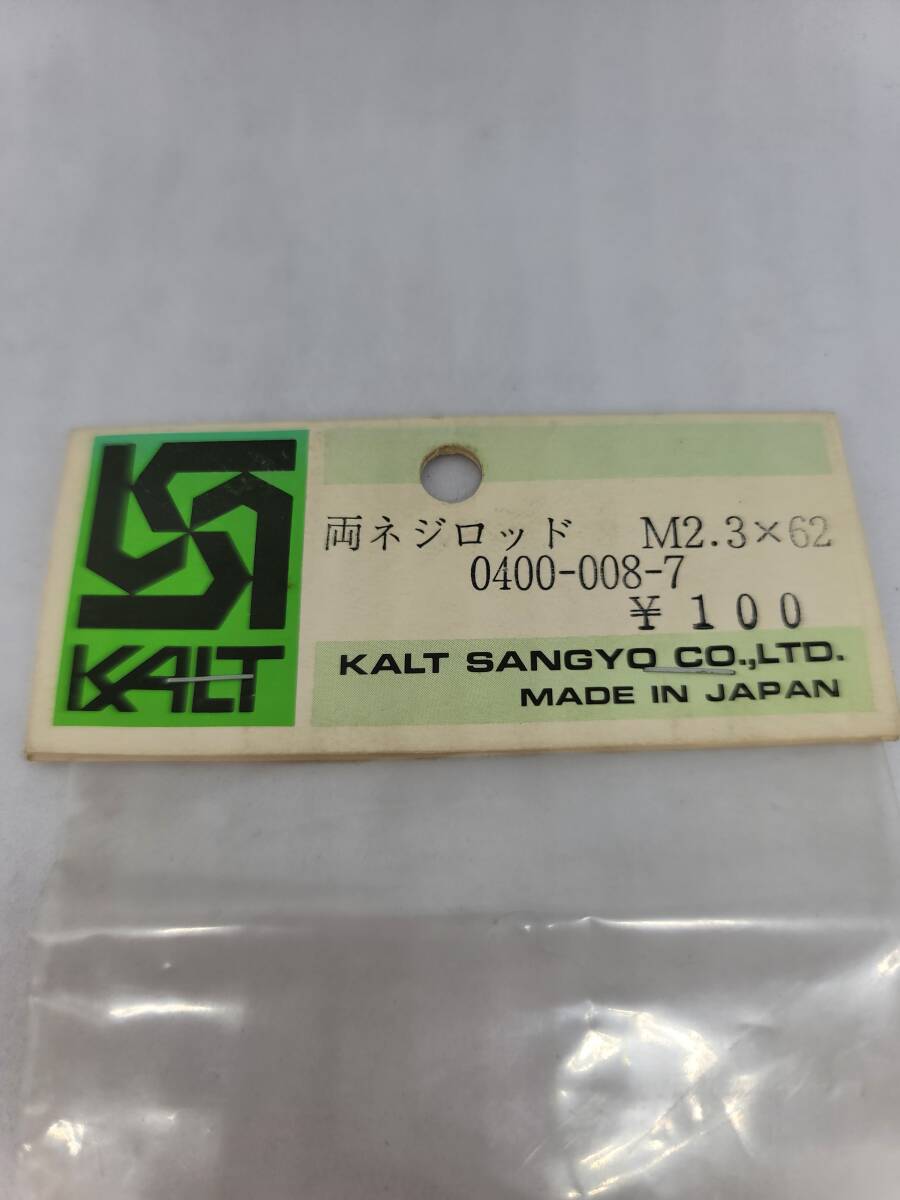 両ネジロッド M2.3×62
0400-008-7
¥100
KALT
KALT SANGYO CO.,LTD.
MADE IN JAPAN